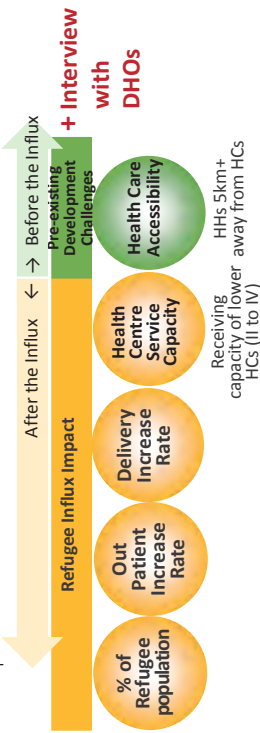 After the Influx ← → Before the Influx
Refugee Influx Impact
Pre-existing
Development
Challenges
+ Interview
with
DHOs
% of
Refugee
population
Out
Patient
Increase
Rate
Delivery
Increase
Rate
Health
Centre
Service
Capacity
Health Care
Accessibility
Receiving
capacity of lower
HCs (II to IV)
HHs 5km+
away from HCs